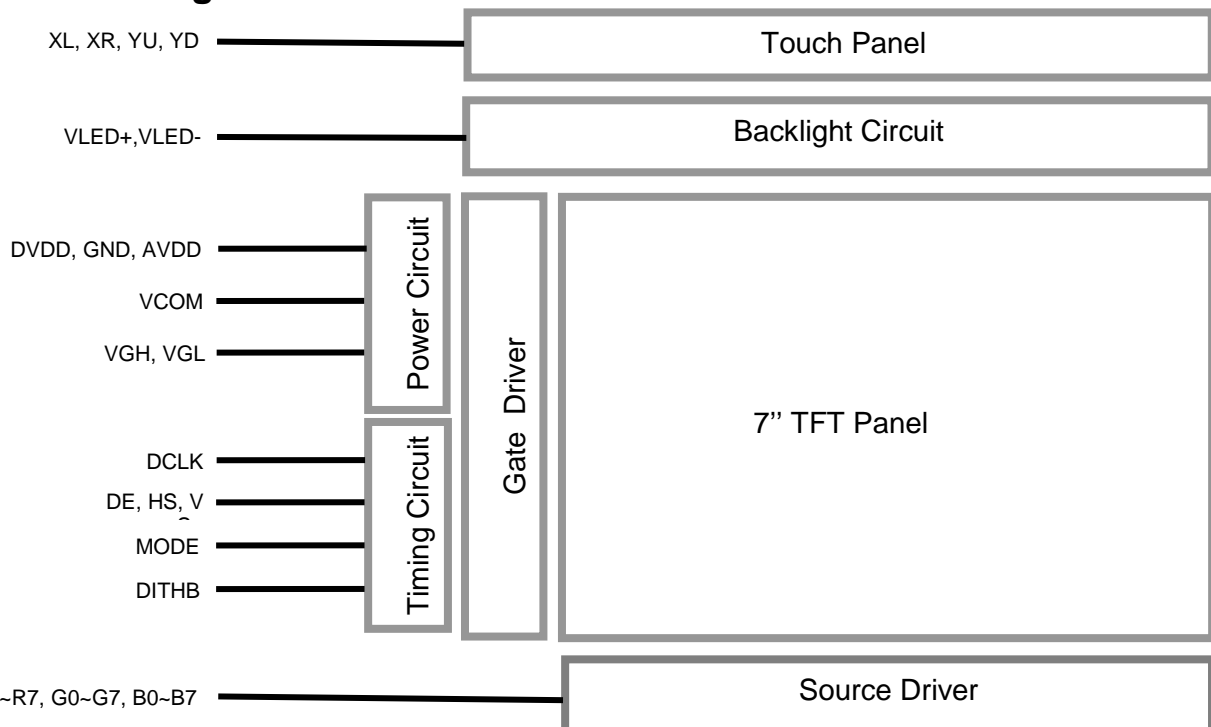 XL, XR, YU, YD
Touch Panel
VLED+,VLED-
Backlight Circuit
DVDD, GND, AVDD
VCOM
VGH, VGL
Power Circuit
Gate Driver
7’’ TFT Panel
DCLK
DE, HS, V
MODE
DITHB
Timing Circuit
~R7, G0~G7, B0~B7
Source Driver